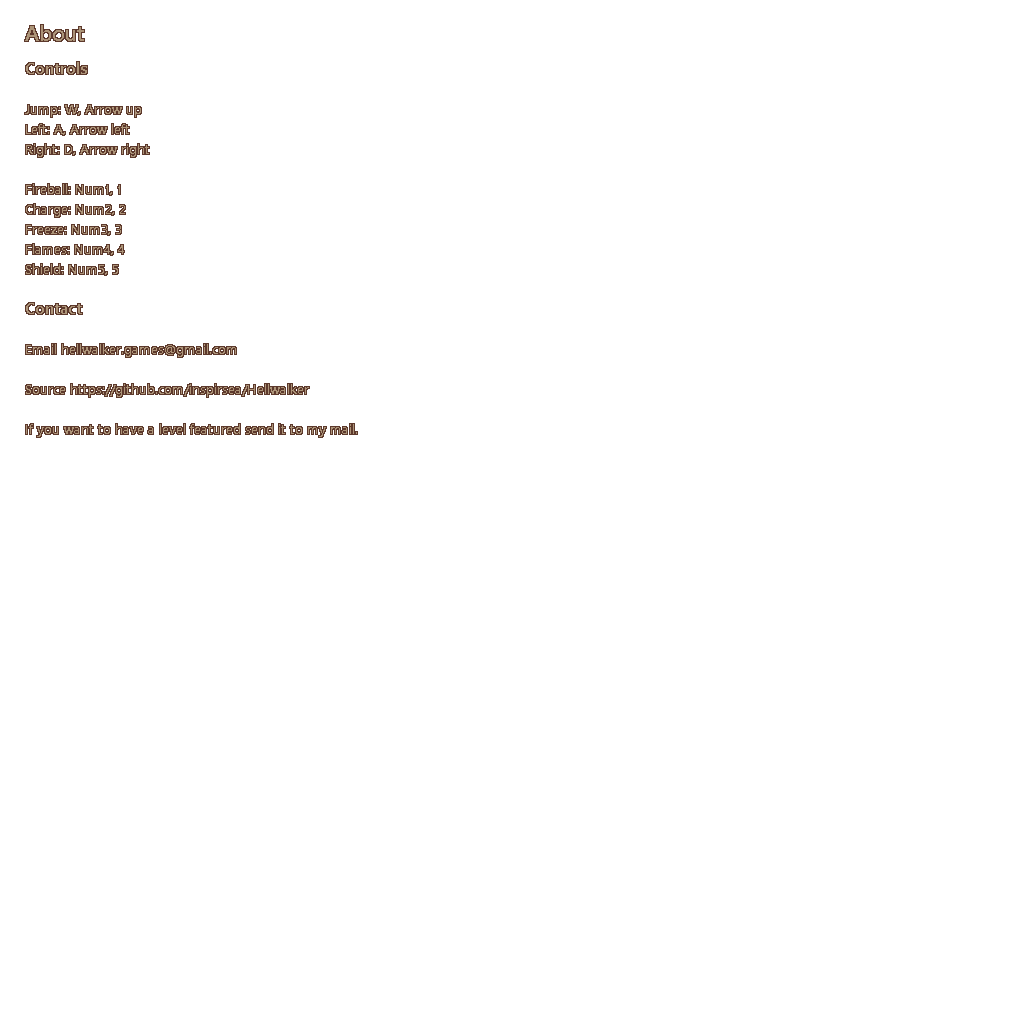 About
Controls
Jump: W, Arrow up
Left: A, Arrow left
Right: D, Arrow right
Fireball: Num1, 1
Charge: Num2, 2
Freeze: Num3, 3
Flames: Num4, 4
Shield: Num5, 5
Contact
Email hellwalker.games@gmail.com
Source https://github.com/inspirsea/Hellwalker
If you want to have a level featured send it to my mail.